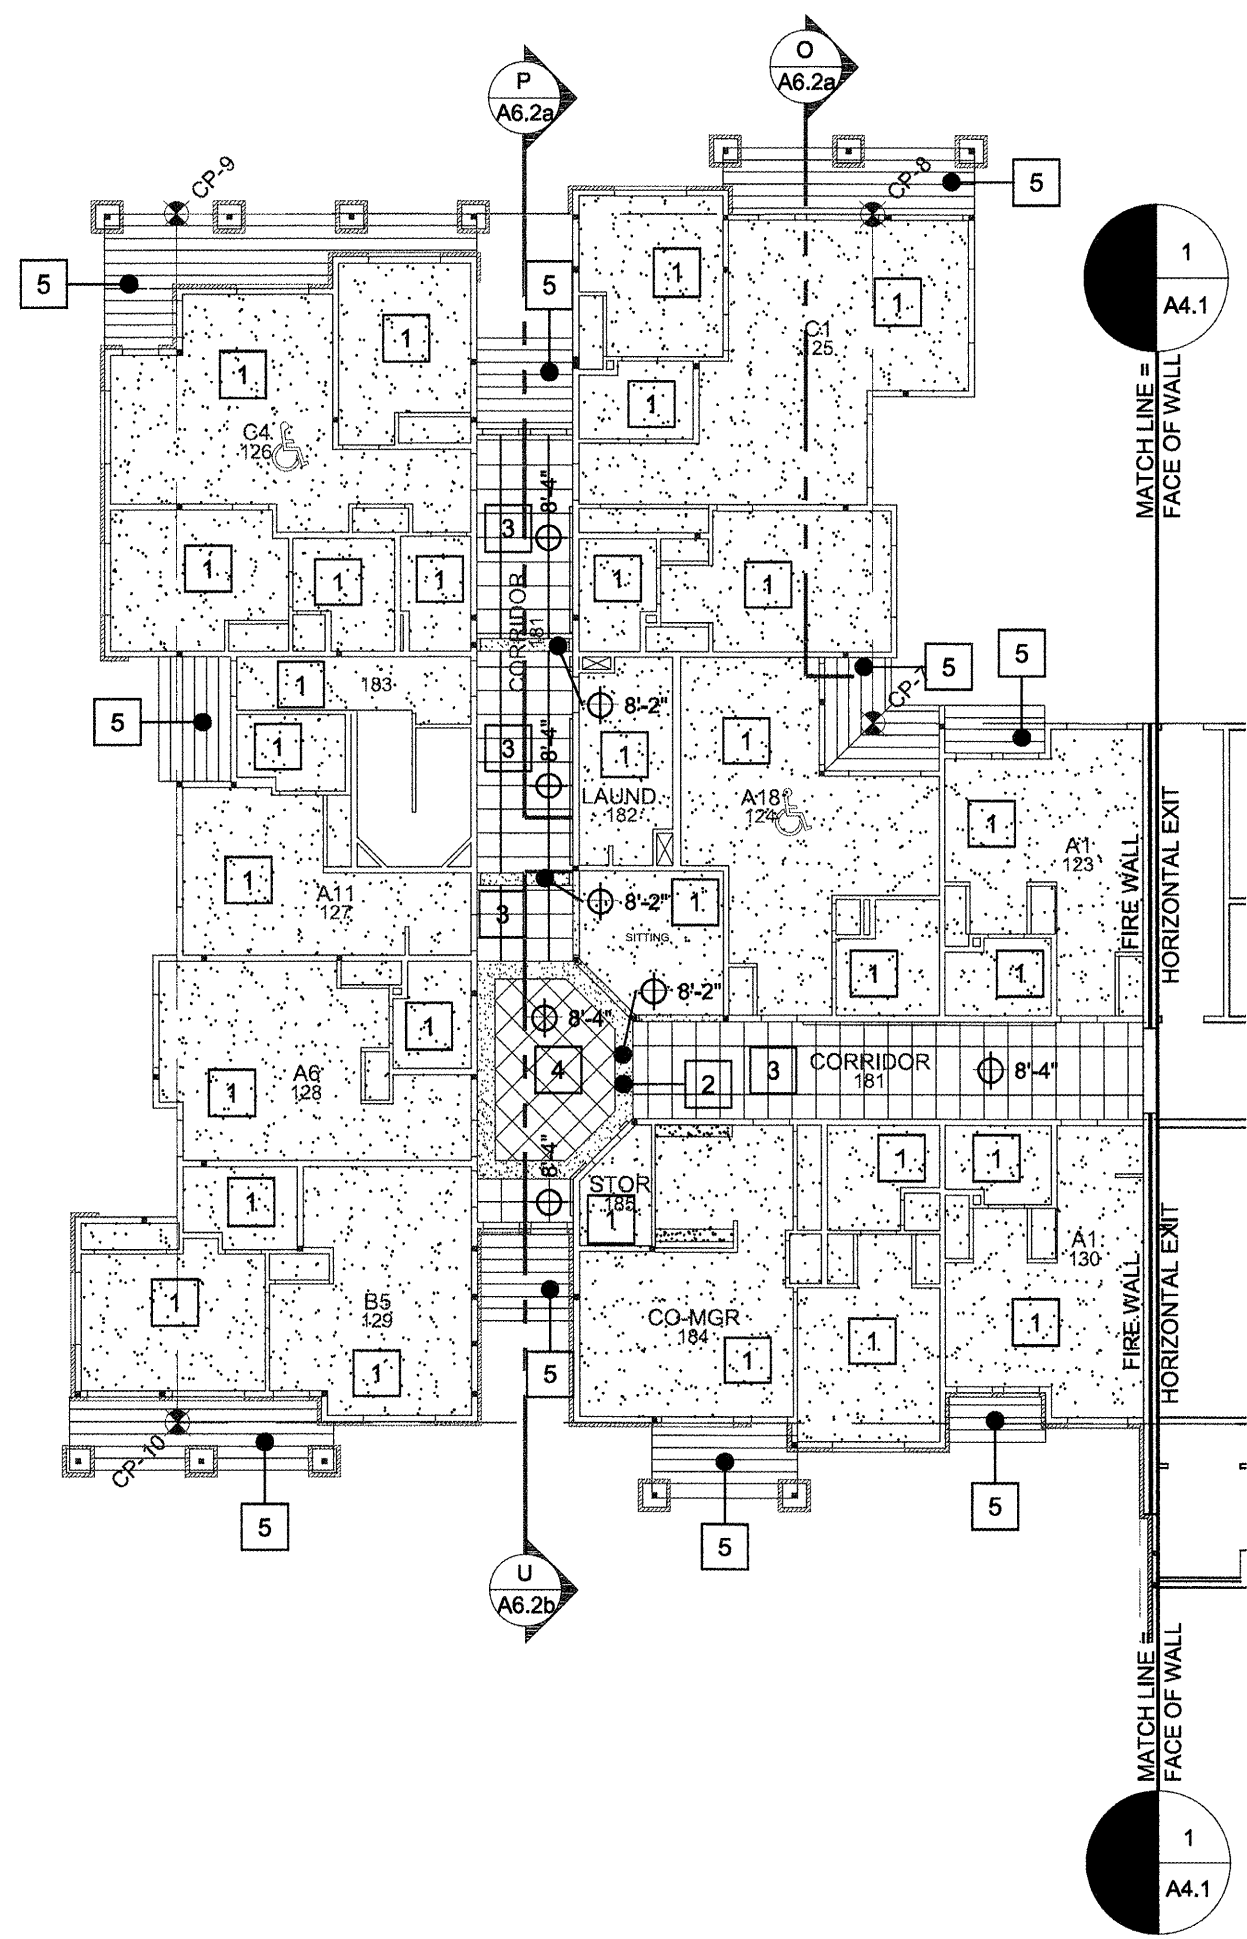 O
A6.2a
P
A6.2a
CP-9
CP-8
5
5
5
1
A4.1
1
1
1
C1
25
1
1
1
MATCH LINE =
FACE OF WALL
C4
126
8'-4"
3
1
1
1
1
1
CORRIDOR
181
5
5
CP-7
1
183
8'-2"
5
1
3
8'-4"
1
1
LAUND
182
A18
124
1
A1
123
HORIZONTAL EXIT
FIRE WALL
1
A11
127
3
8'-2"
1
SITTING
1
1
8'-2"
1
8'-4"
4
2
3
CORRIDOR
181
8'-4"
1
A6
128
8'-4"
1
1
1
STOR
185
1
A1
130
HORIZONTAL EXIT
FIRE WALL
1
B5
129
CO-MGR
184
1
1
1
1
5
CP-10
5
5
5
U
A6.2b
MATCH LINE =
FACE OF WALL
1
A4.1